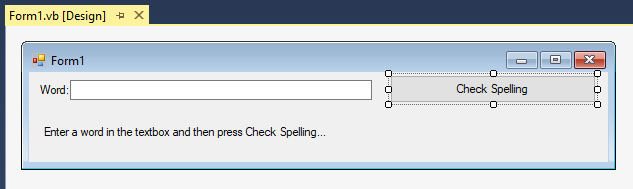 Form1.vb [Design]
Form1
Word:
Check Spelling
Enter a word in the textbox and then press Check Spelling...